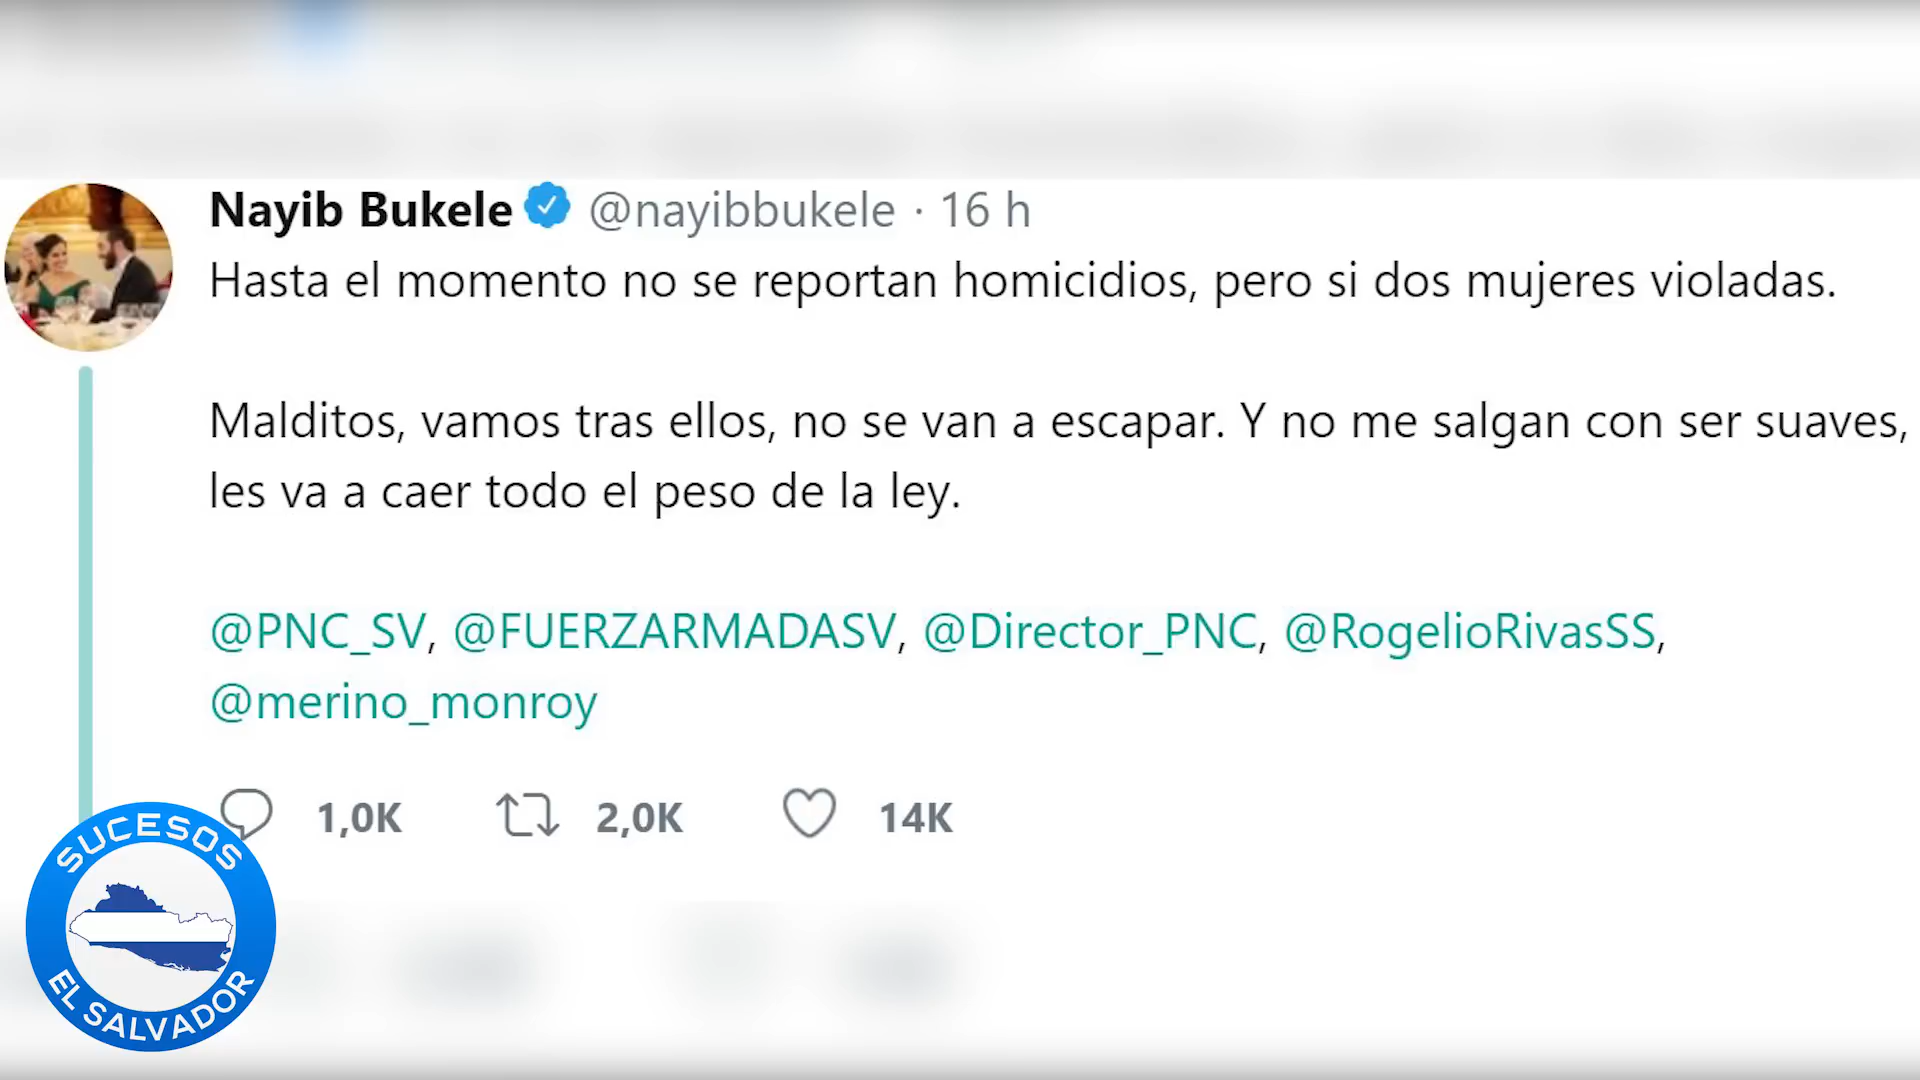 Nayib Bukele @nayibbukele · 16 h
Hasta el momento no se reportan homicidios, pero si dos mujeres violadas.
Malditos, vamos tras ellos, no se van a escapar. Y no me salgan con ser suaves,
les va a caer todo el peso de la ley.
@PNC_SV, @FUERZARMADASV, @Director_PNC, @RogelioRivasSS,
@merino_monroy
1,0K 2,0K 14K
SUCESOS
EL SALVADOR